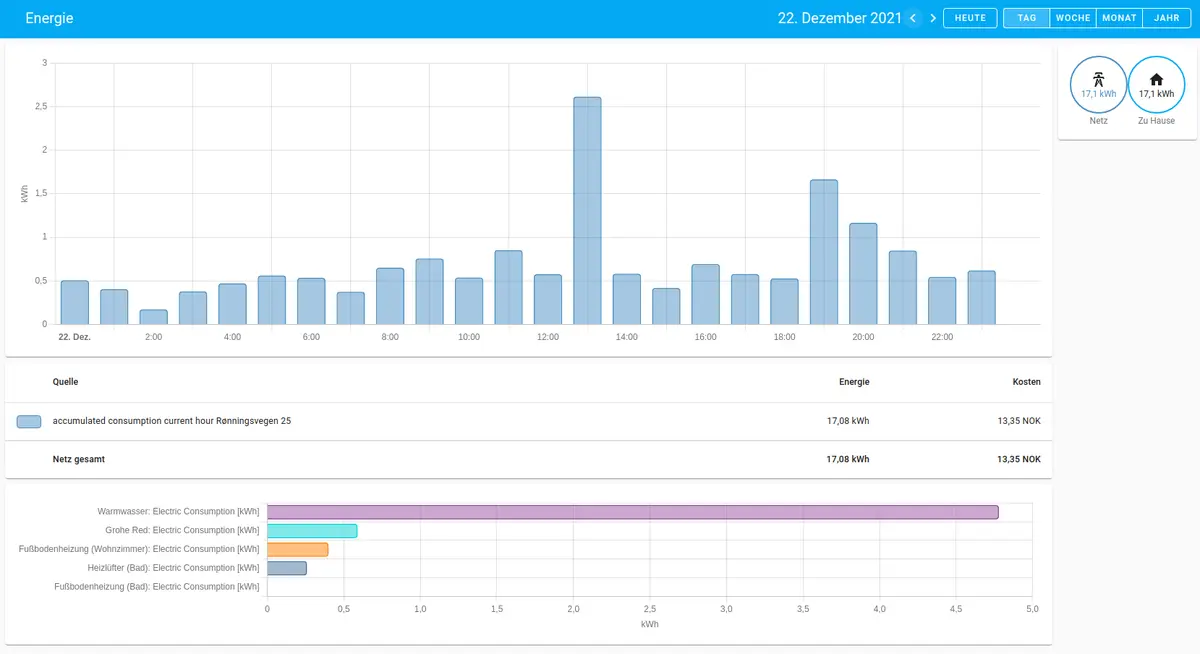 Energie
22. Dezember 2021
HEUTE
TAG WOCHE MONAT JAHR
3
2,5
2
1,5
1
0,5
0
kWh
22. Dez. 2:00 4:00 6:00 8:00 10:00 12:00 14:00 16:00 18:00 20:00 22:00
17,1 kWh 17,1 kWh
Netz Zu Hause
Quelle Energie Kosten
accumulated consumption current hour Rønningsvegen 25 17,08 kWh 13,35 NOK
Netz gesamt 17,08 kWh 13,35 NOK
Warmwasser: Electric Consumption [kWh]
Grohe Red: Electric Consumption [kWh]
Fußbodenheizung (Wohnzimmer): Electric Consumption [kWh]
Heizlüfter (Bad): Electric Consumption [kWh]
Fußbodenheizung (Bad): Electric Consumption [kWh]
0 0,5 1,0 1,5 2,0 2,5 3,0 3,5 4,0 4,5 5,0
kWh